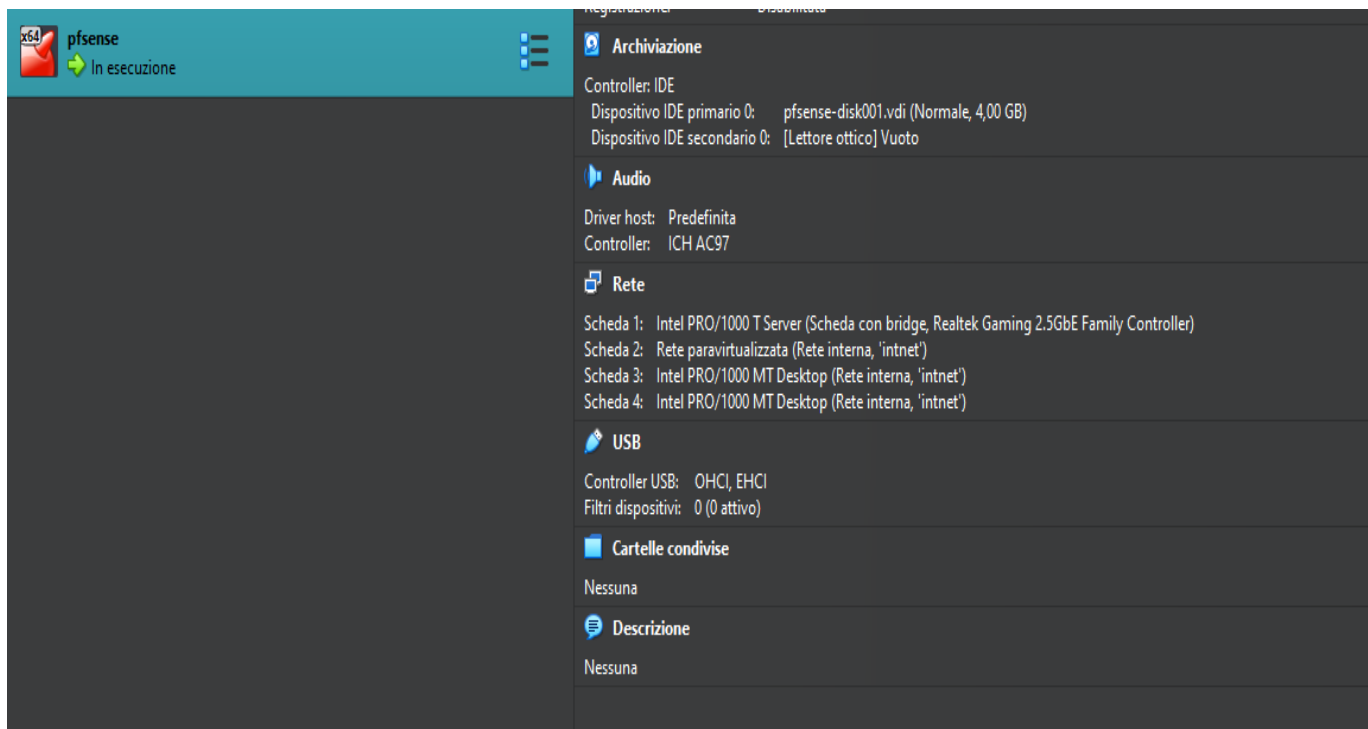 x64
pfsense
In esecuzione
Archiviazione
Controller: IDE
Dispositivo IDE primario 0: pfsense-disk001.vdi (Normale, 4,00 GB)
Dispositivo IDE secondario 0: [Lettore ottico] Vuoto
Audio
Driver host: Predefinita
Controller: ICH AC97
Rete
Scheda 1: Intel PRO/1000 T Server (Scheda con bridge, Realtek Gaming 2.5GbE Family Controller)
Scheda 2: Rete paravirtualizzata (Rete interna, 'intnet')
Scheda 3: Intel PRO/1000 MT Desktop (Rete interna, 'intnet')
Scheda 4: Intel PRO/1000 MT Desktop (Rete interna, 'intnet')
USB
Controller USB: OHCI, EHCI
Filtri dispositivi: 0 (0 attivo)
Cartelle condivise
Nessuna
Descrizione
Nessuna